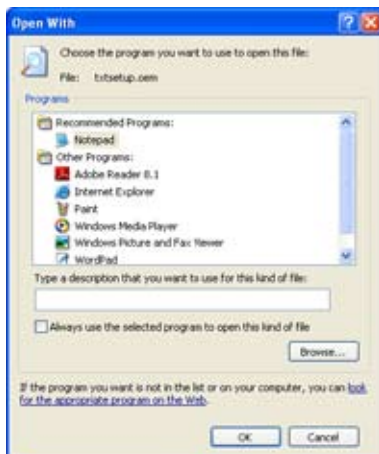 Open With
Choose the program you want to use to open this file:
File: txtsetup.oem
Programs
Recommended Programs:
Notepad
Other Programs:
Adobe Reader 8.1
Internet Explorer
Paint
Windows Media Player
Windows Picture and Fax Viewer
WordPad
Type a description that you want to use for this kind of file:
Always use the selected program to open this kind of file
Browse...
If the program you want is not in the list or on your computer, you can look
for the appropriate program on the Web.
OK Cancel